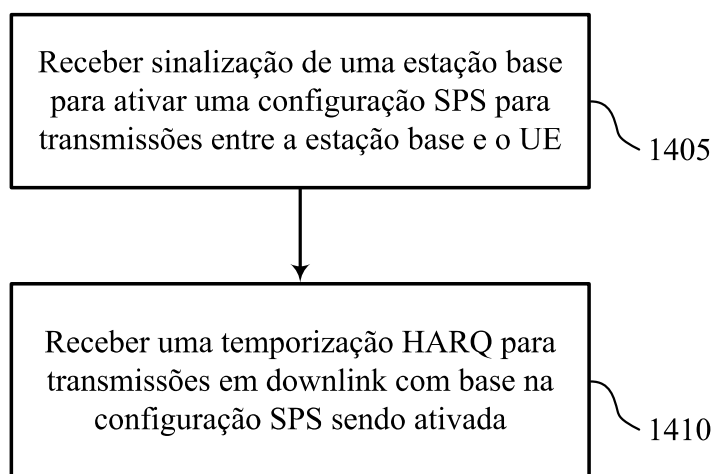 Receber sinalização de uma estação base
para ativar uma configuração SPS para
transmissões entre a estação base e o UE
1405
Receber uma temporização HARQ para
transmissões em downlink com base na
configuração SPS sendo ativada
1410